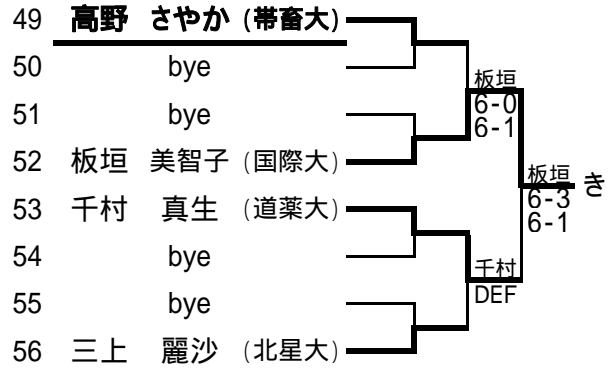 49 高野 さやか (帯畜大)
50 bye
51 bye
52 板垣 美智子 (国際大)
53 千村 真生 (道薬大)
54 bye
55 bye
56 三上 麗沙 (北星大)
板垣
6-0
6-1
千村
DEF
板垣
6-3
6-1
き